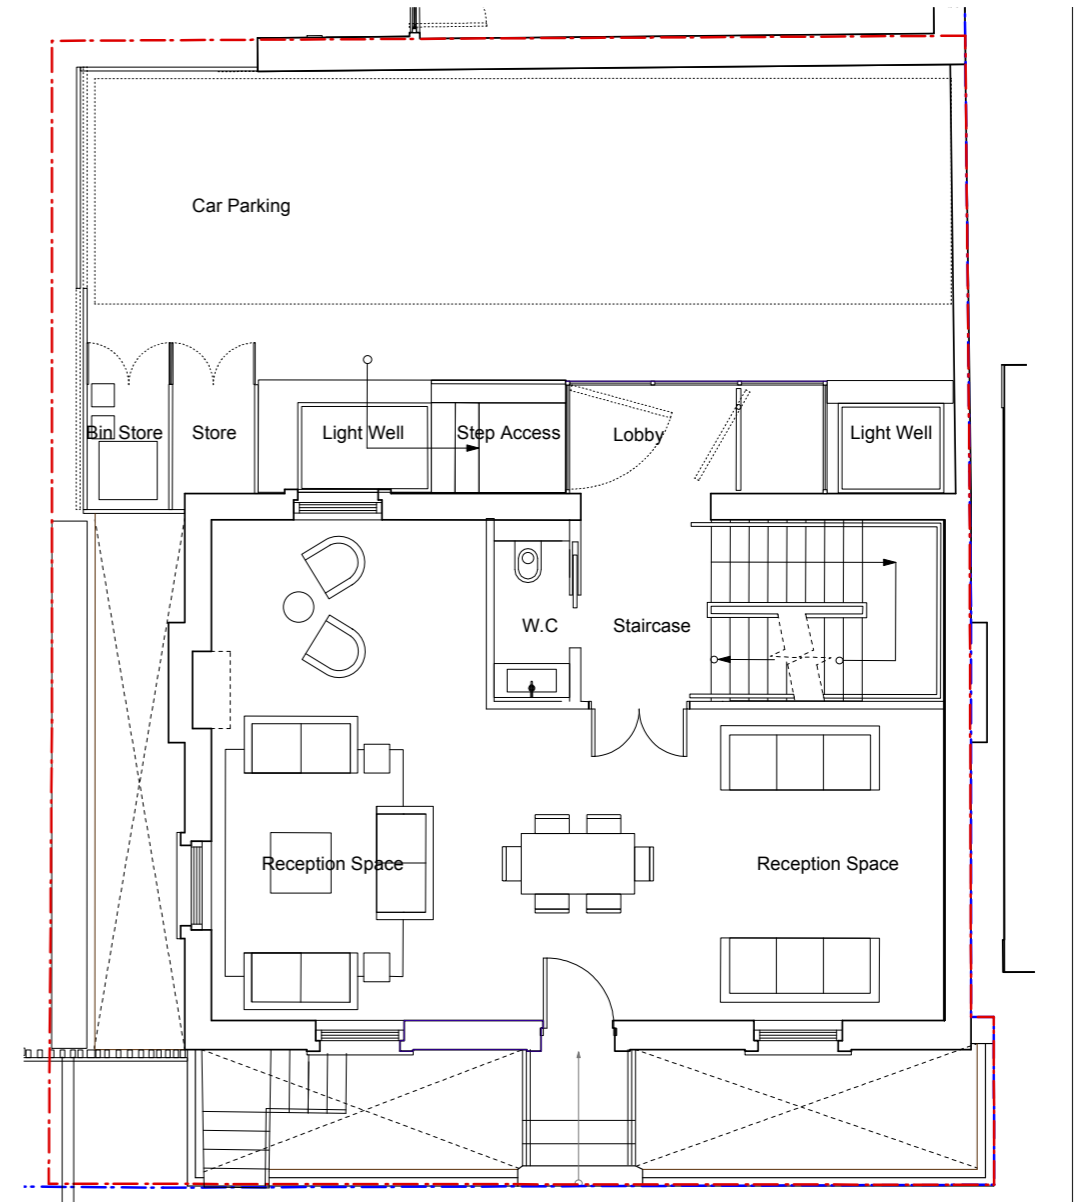 Car Parking
Bin Store
Store
Light Well
Step Access
Lobby
Light Well
W.C
Staircase
Reception Space
Reception Space